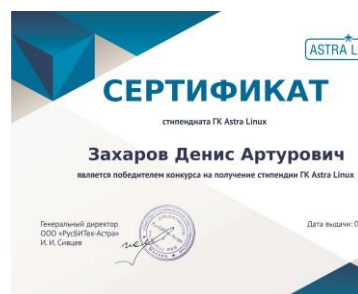 ASTRA L
СЕРТИФИКАТ
стипендиата ГК Astra Linux
Захаров Денис Артурович
является победителем конкурса на получение стипендии ГК Astra Linux
Генеральный директор
ООО «РусБИТех-Астра»
И. И. Сивцев
Дата выдачи: 0